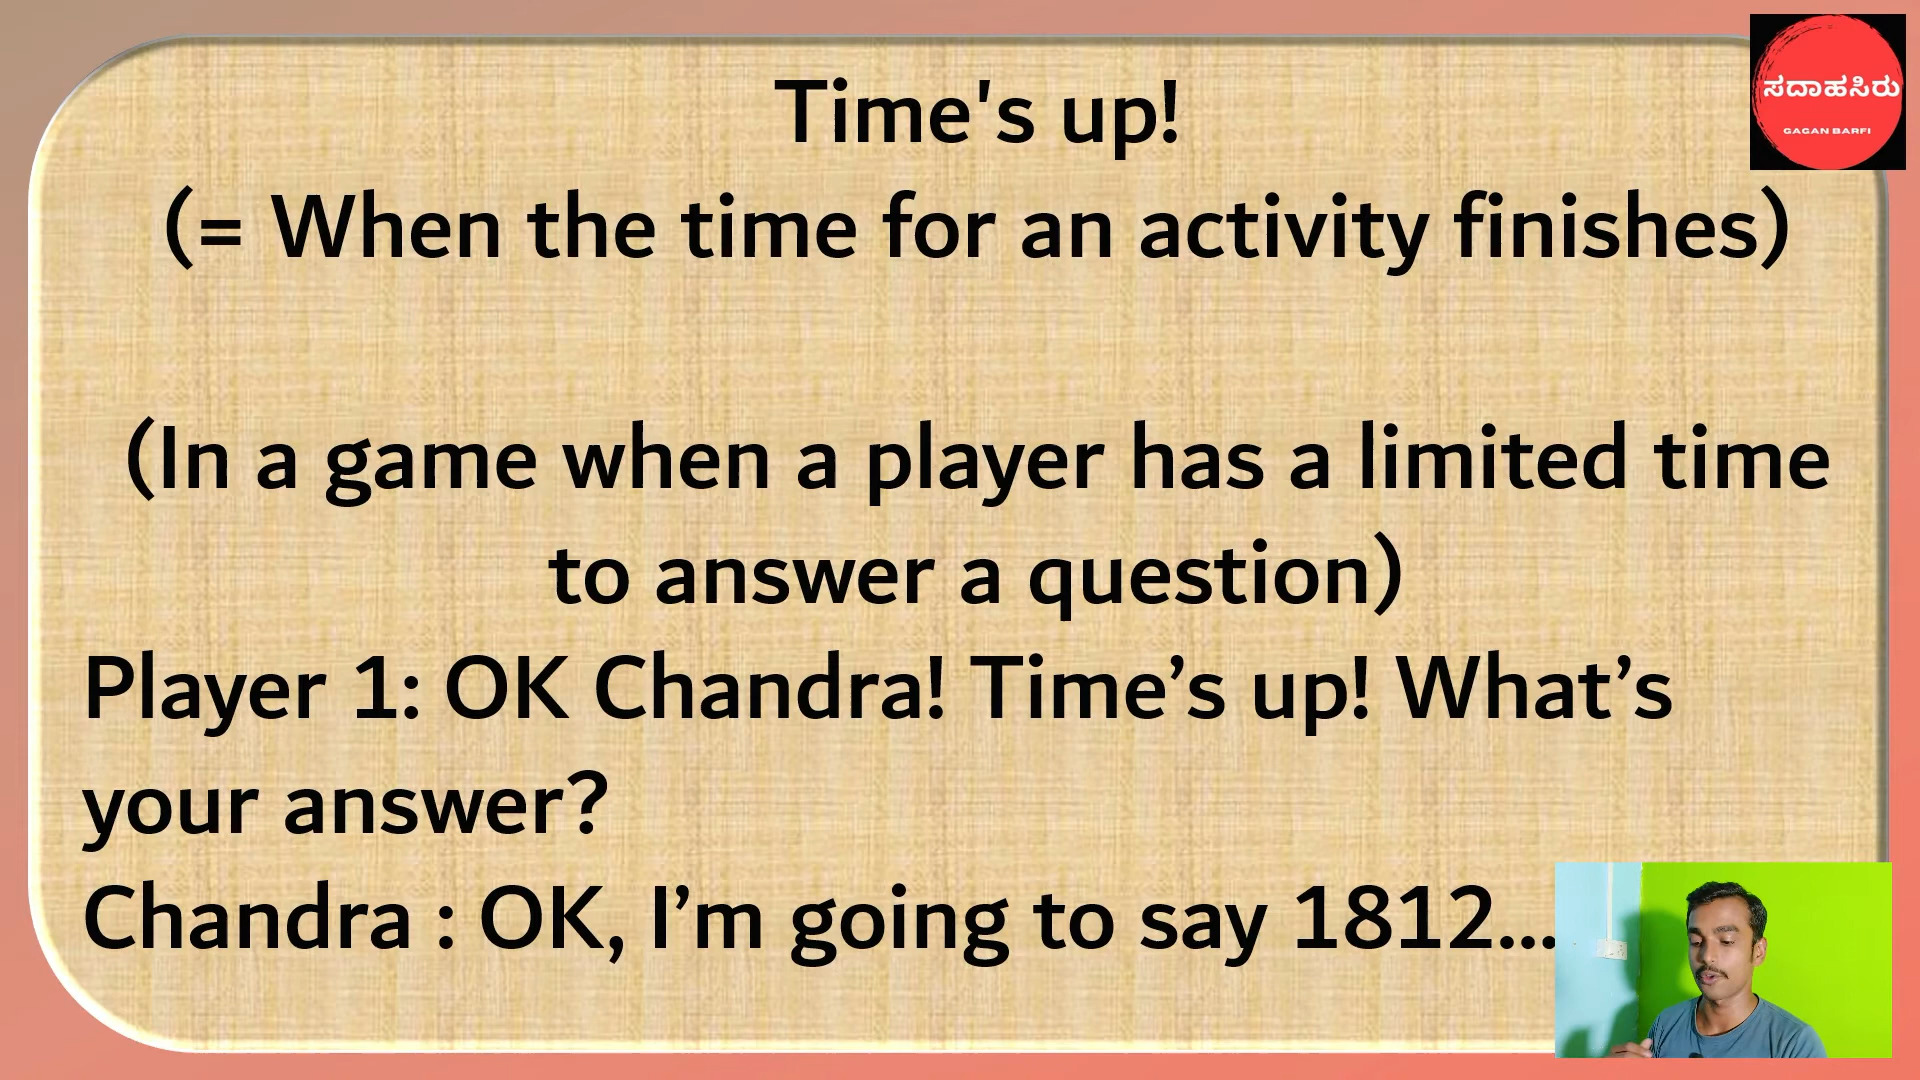 Time's up!
ಸದಾಹಸಿರು
GAGAN BARFI
(= When the time for an activity finishes)
(In a game when a player has a limited time
to answer a question)
Player 1: OK Chandra! Time’s up! What’s
your answer?
Chandra : OK, I’m going to say 1812...